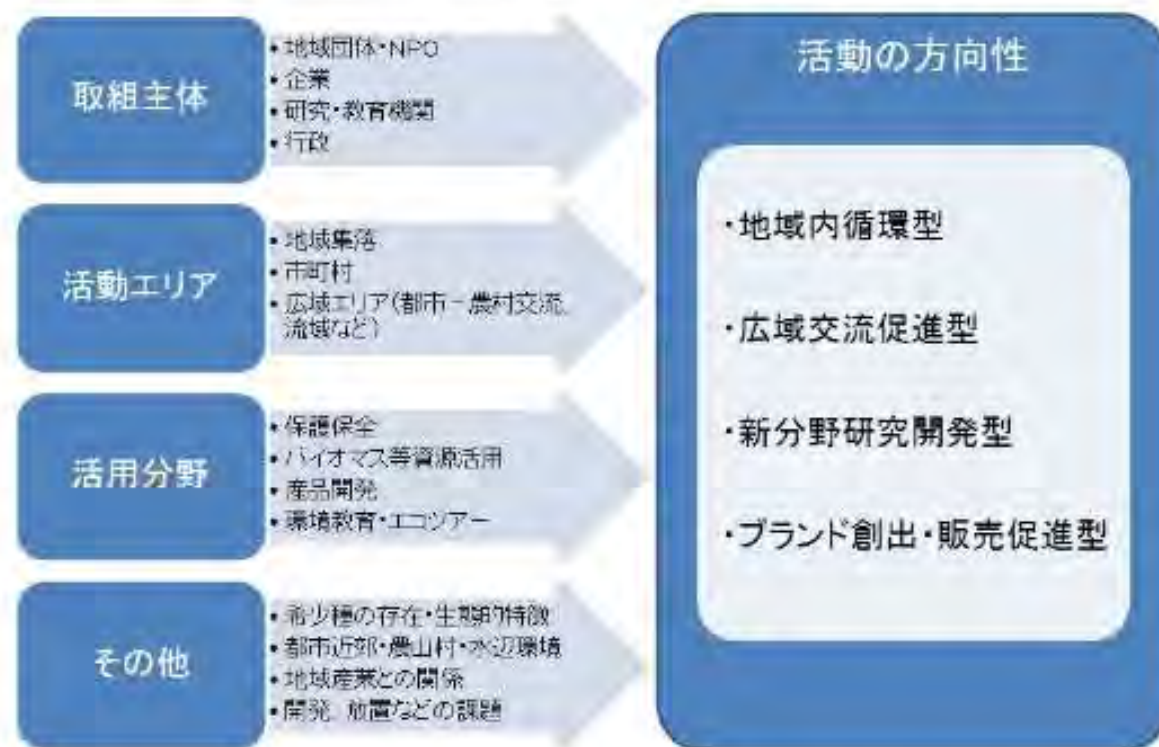 取組主体
•地域団体・NPO
•企業
•研究・教育機関
•行政
活動エリア
•地域集落
•市町村
•広域エリア(都市－農村交流、
流域など)
活用分野
•保護保全
•バイオマス等資源活用
•産品開発
•環境教育・エコツアー
その他
•希少種の存在・生態的特徴
•都市近郊・農山村・水辺環境
•地域産業との関係
•開発、放置などの課題
活動の方向性
・地域内循環型
・広域交流促進型
・新分野研究開発型
・ブランド創出・販売促進型